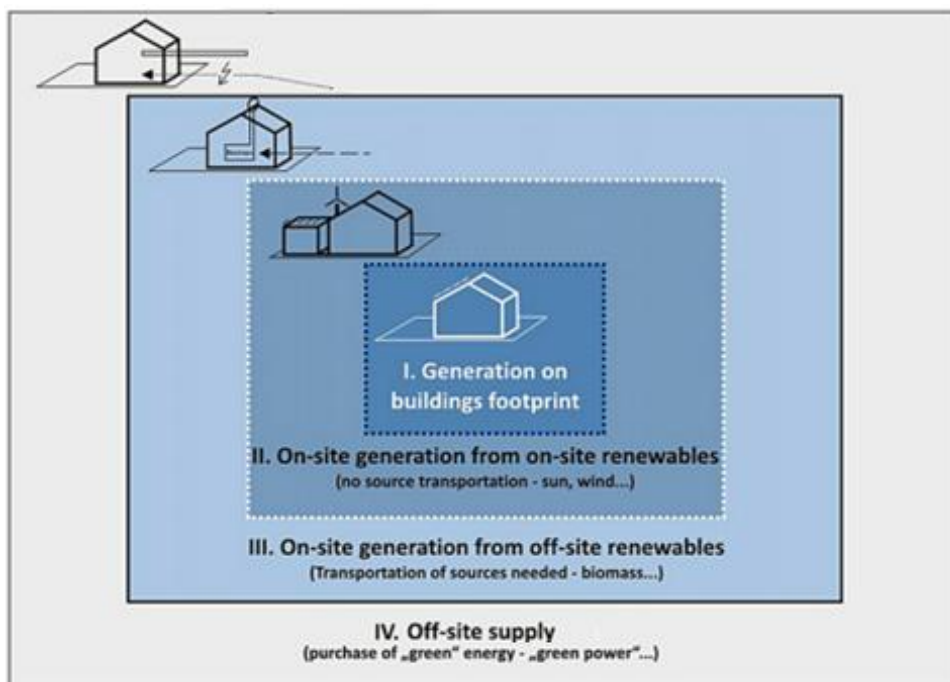 I. Generation on
buildings footprint
II. On-site generation from on-site renewables
(no source transportation - sun, wind...)
III. On-site generation from off-site renewables
(Transportation of sources needed - biomass...)
IV. Off-site supply
(purchase of „green“ energy - „green power“...)